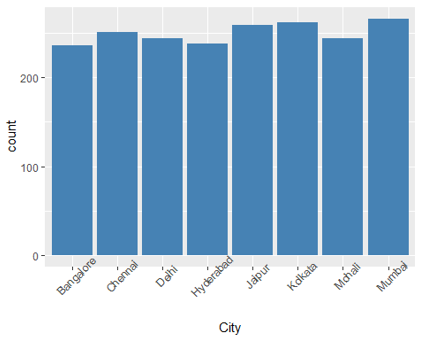 count
200
100
0
Bangalore
Chennai
Delhi
Hyderabad
Jaipur
Kolkata
Mohali
Mumbai
City